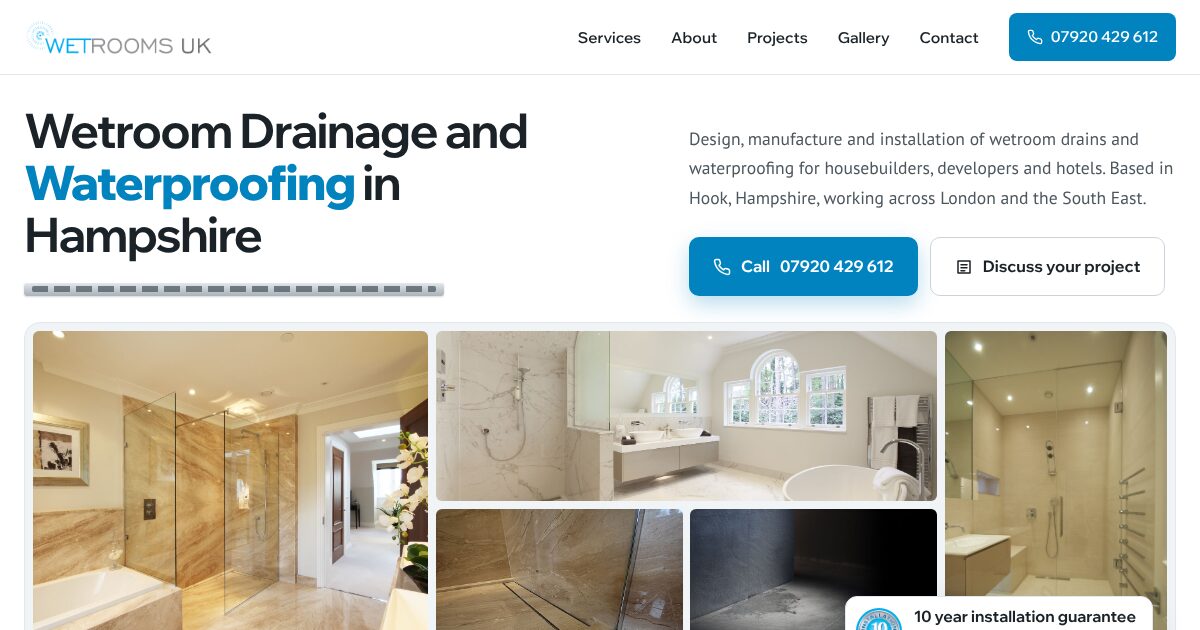 WETROOMS UK
Services
About
Projects
Gallery
Contact
07920 429 612
Wetroom Drainage and
Waterproofing in
Hampshire
Design, manufacture and installation of wetroom drains and
waterproofing for housebuilders, developers and hotels. Based in
Hook, Hampshire, working across London and the South East.
Call 07920 429 612
Discuss your project
10 year installation guarantee
10